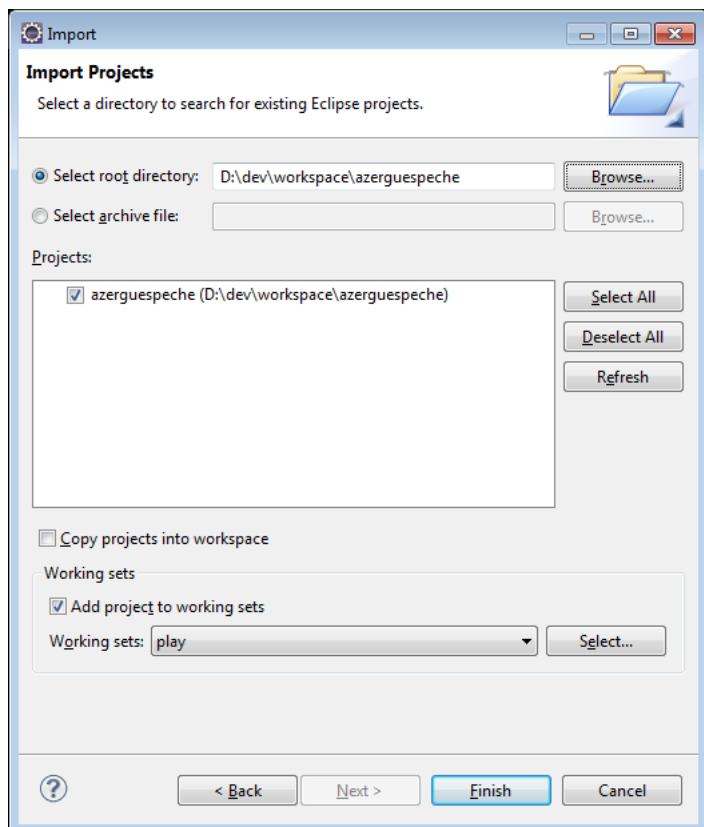 Import
Import Projects
Select a directory to search for existing Eclipse projects.
Select root directory: D:\dev\workspace\azerguespeche Browse...
Select archive file: Browse...
Projects:
azerguespeche (D:\dev\workspace\azerguespeche)
Select All
Deselect All
Refresh
Copy projects into workspace
Working sets
Add project to working sets
Working sets: play Select...
? < Back Next > Finish Cancel